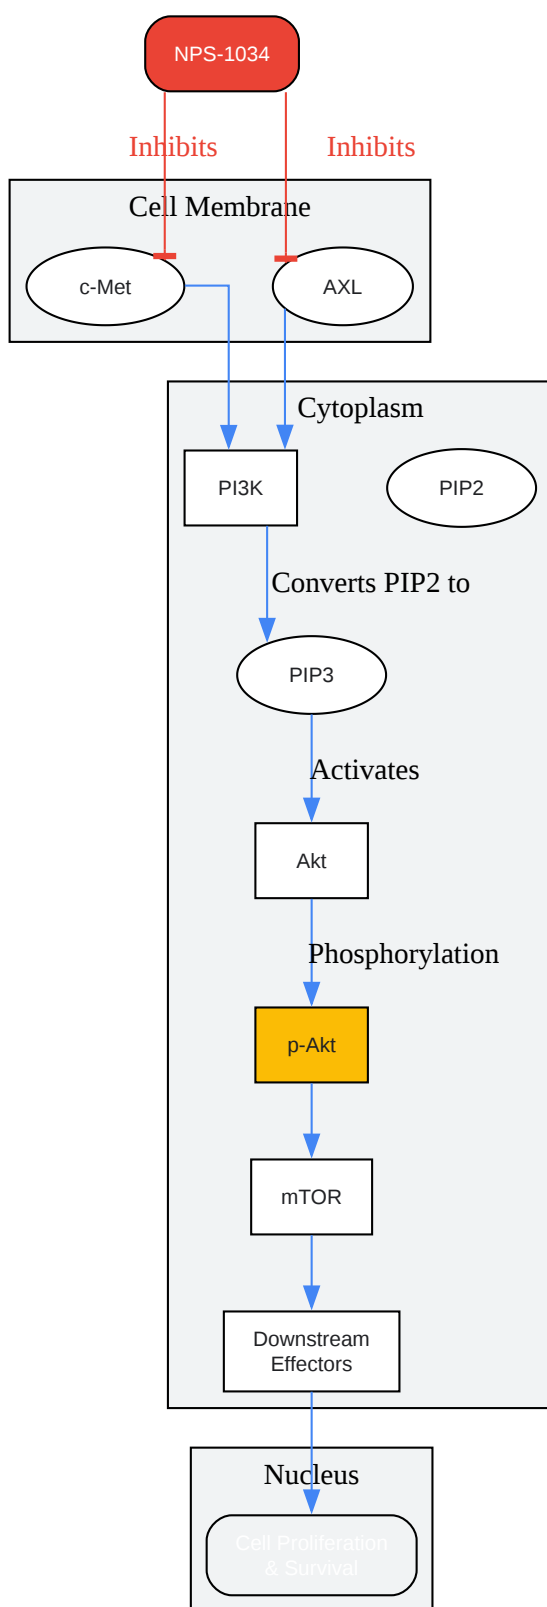 NPS-1034
Inhibits
Inhibits
Cell Membrane
c-Met
AXL
Cytoplasm
PI3K
PIP2
Converts PIP2 to
PIP3
Activates
Akt
Phosphorylation
p-Akt
mTOR
Downstream
Effectors
Nucleus
Cell Proliferation
& Survival